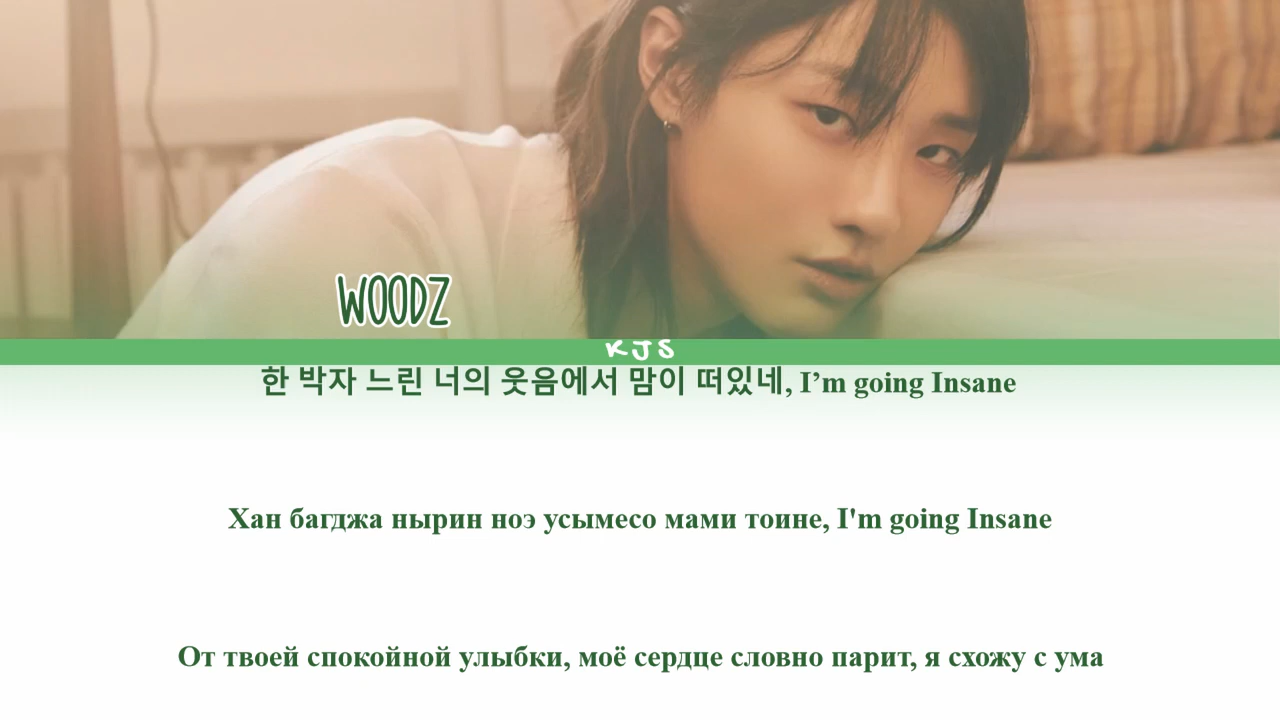 WOODZ
KJS
한 박자 느린 너의 웃음에서 맘이 떠있네, I’m going Insane
Хан багджа нырин ноэ усымесо мами тоине, I'm going Insane
От твоей спокойной улыбки, моё сердце словно парит, я схожу с ума